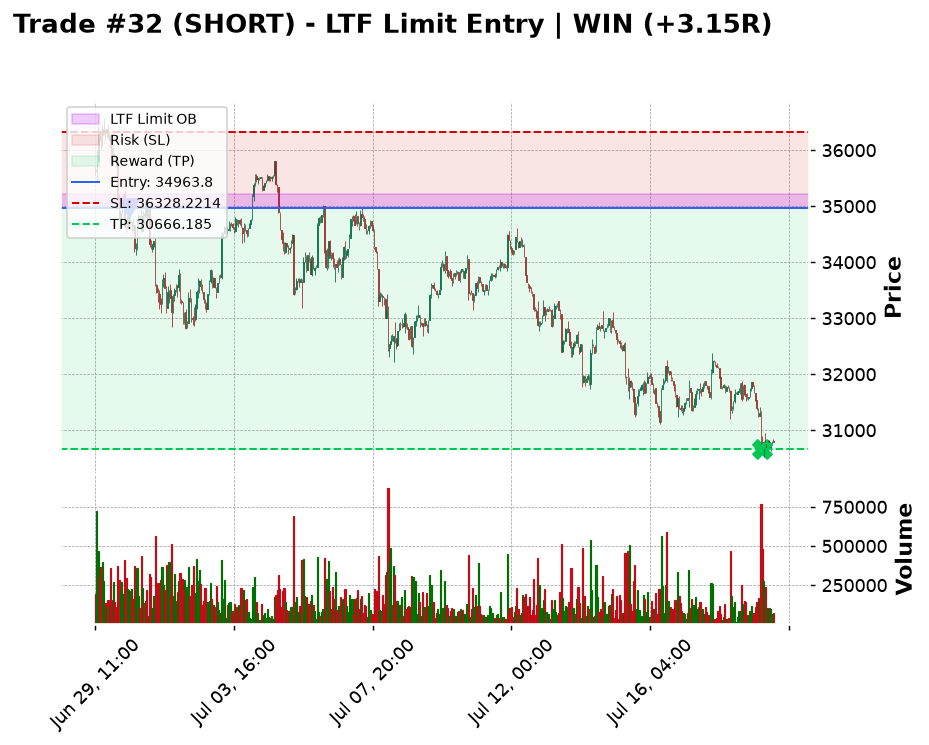 Trade #32 (SHORT) - LTF Limit Entry | WIN (+3.15R)
LTF Limit OB
Risk (SL)
Reward (TP)
Entry: 34963.8
SL: 36328.2214
TP: 30666.185
36000
35000
34000
33000
32000
31000
Price
750000
500000
250000
Volume
Jun 29, 11:00
Jul 03, 16:00
Jul 07, 20:00
Jul 12, 00:00
Jul 16, 04:00